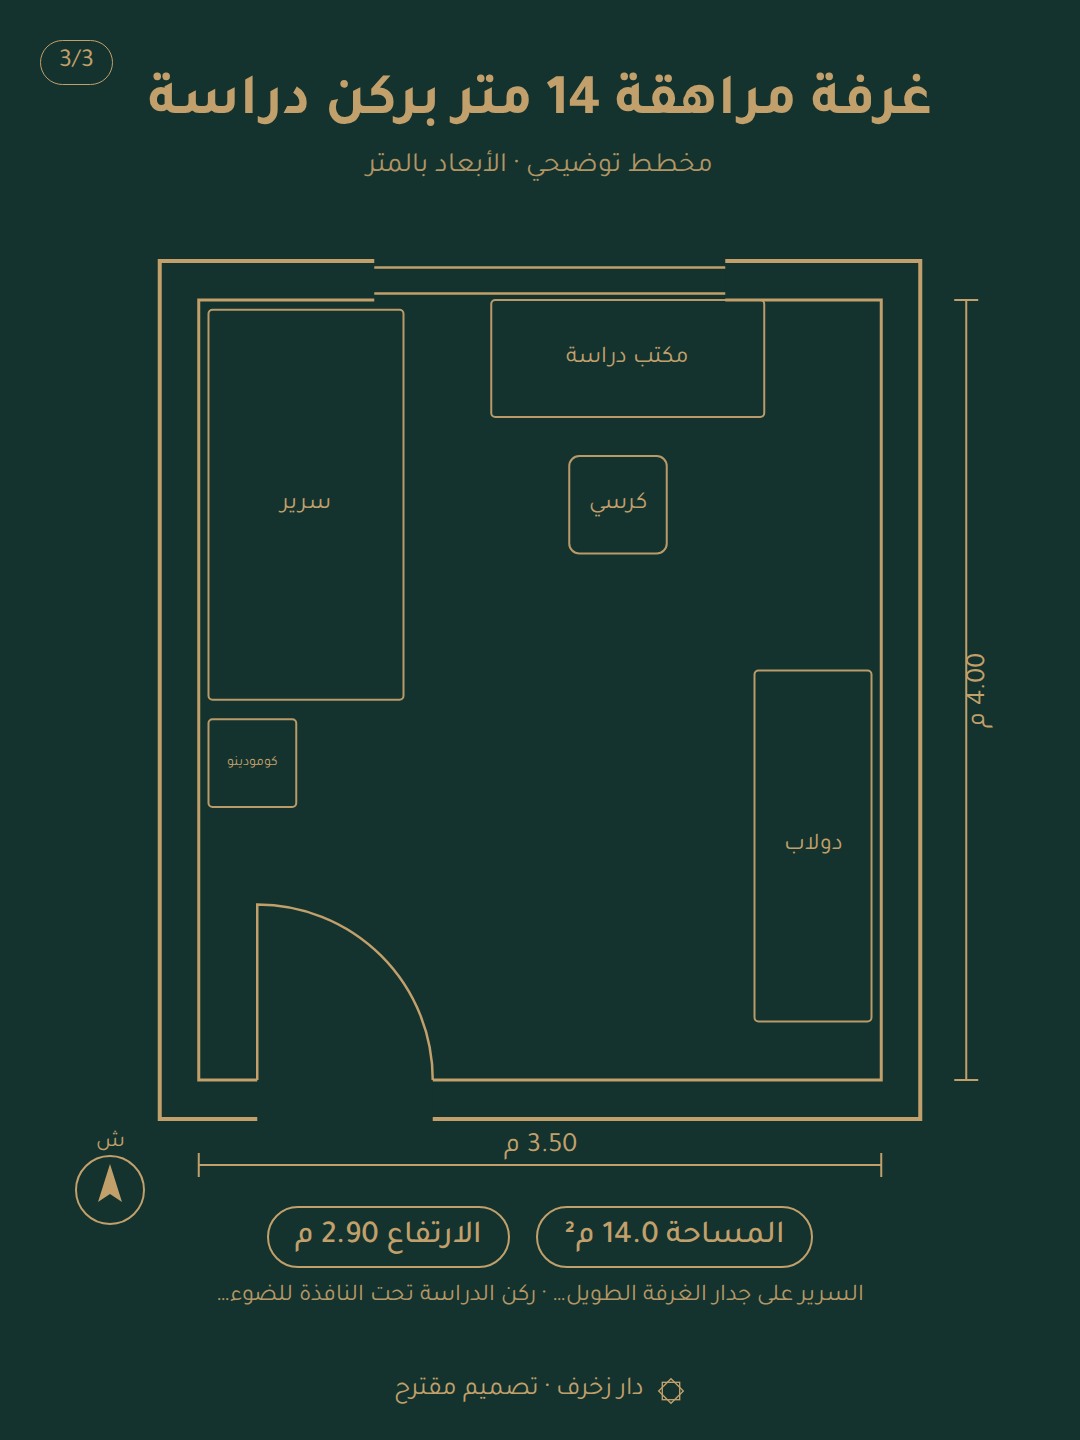 3/3
غرفة مراهقة 14 متر بركن دراسة
مخطط توضيحي · الأبعاد بالمتر
مكتب دراسة
سرير
كرسي
4.00 م
كومودينو
دولاب
ش
3.50 م
المساحة 14.0 م²
الارتفاع 2.90 م
السرير على جدار الغرفة الطويل… · ركن الدراسة تحت النافذة للضوء…
دار زخرف · تصميم مقترح